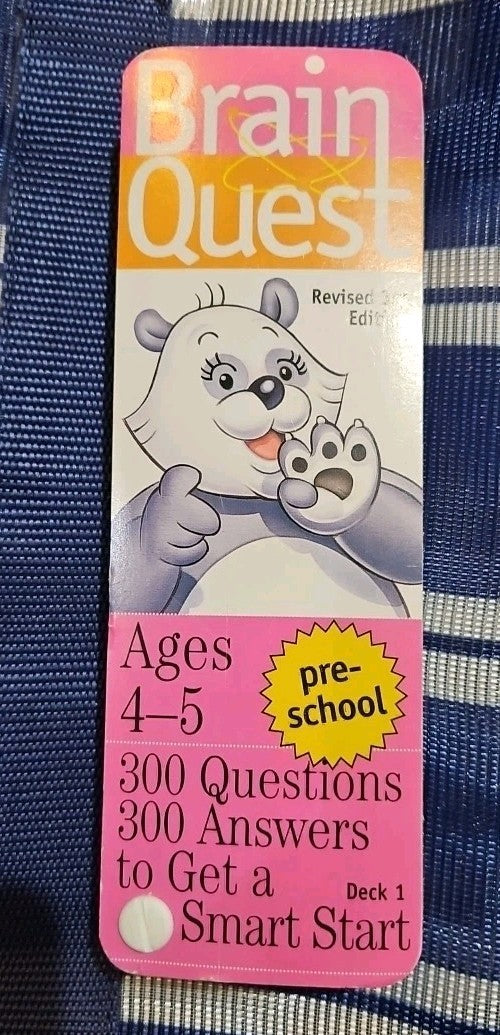 Brain
Quest
Revised
Ages
4–5
pre-
school
300 Questions
300 Answers
to Get a
Deck 1
Smart Start